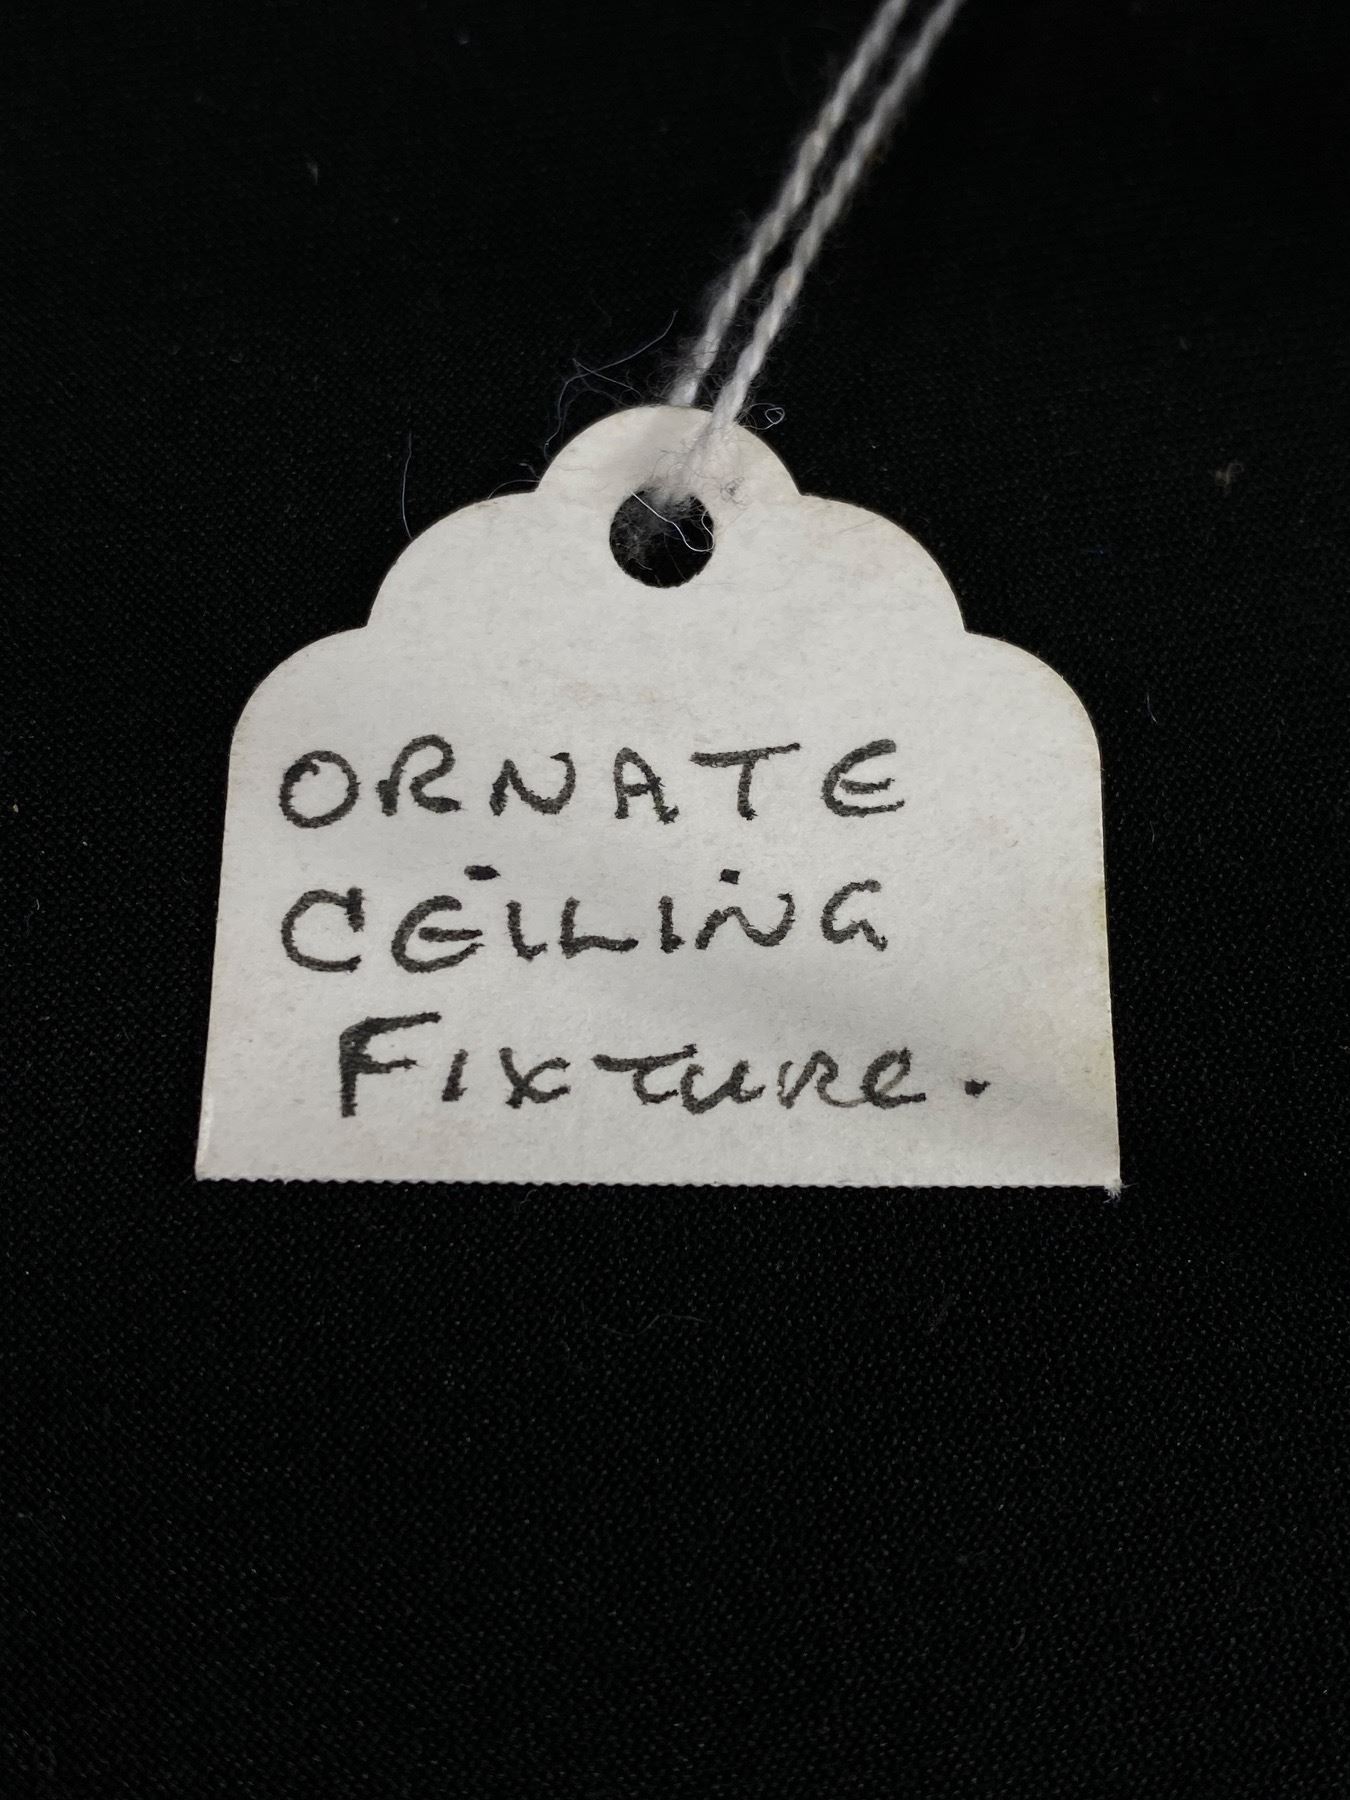 ORNATE
CEiLiNG
FixTuRe.